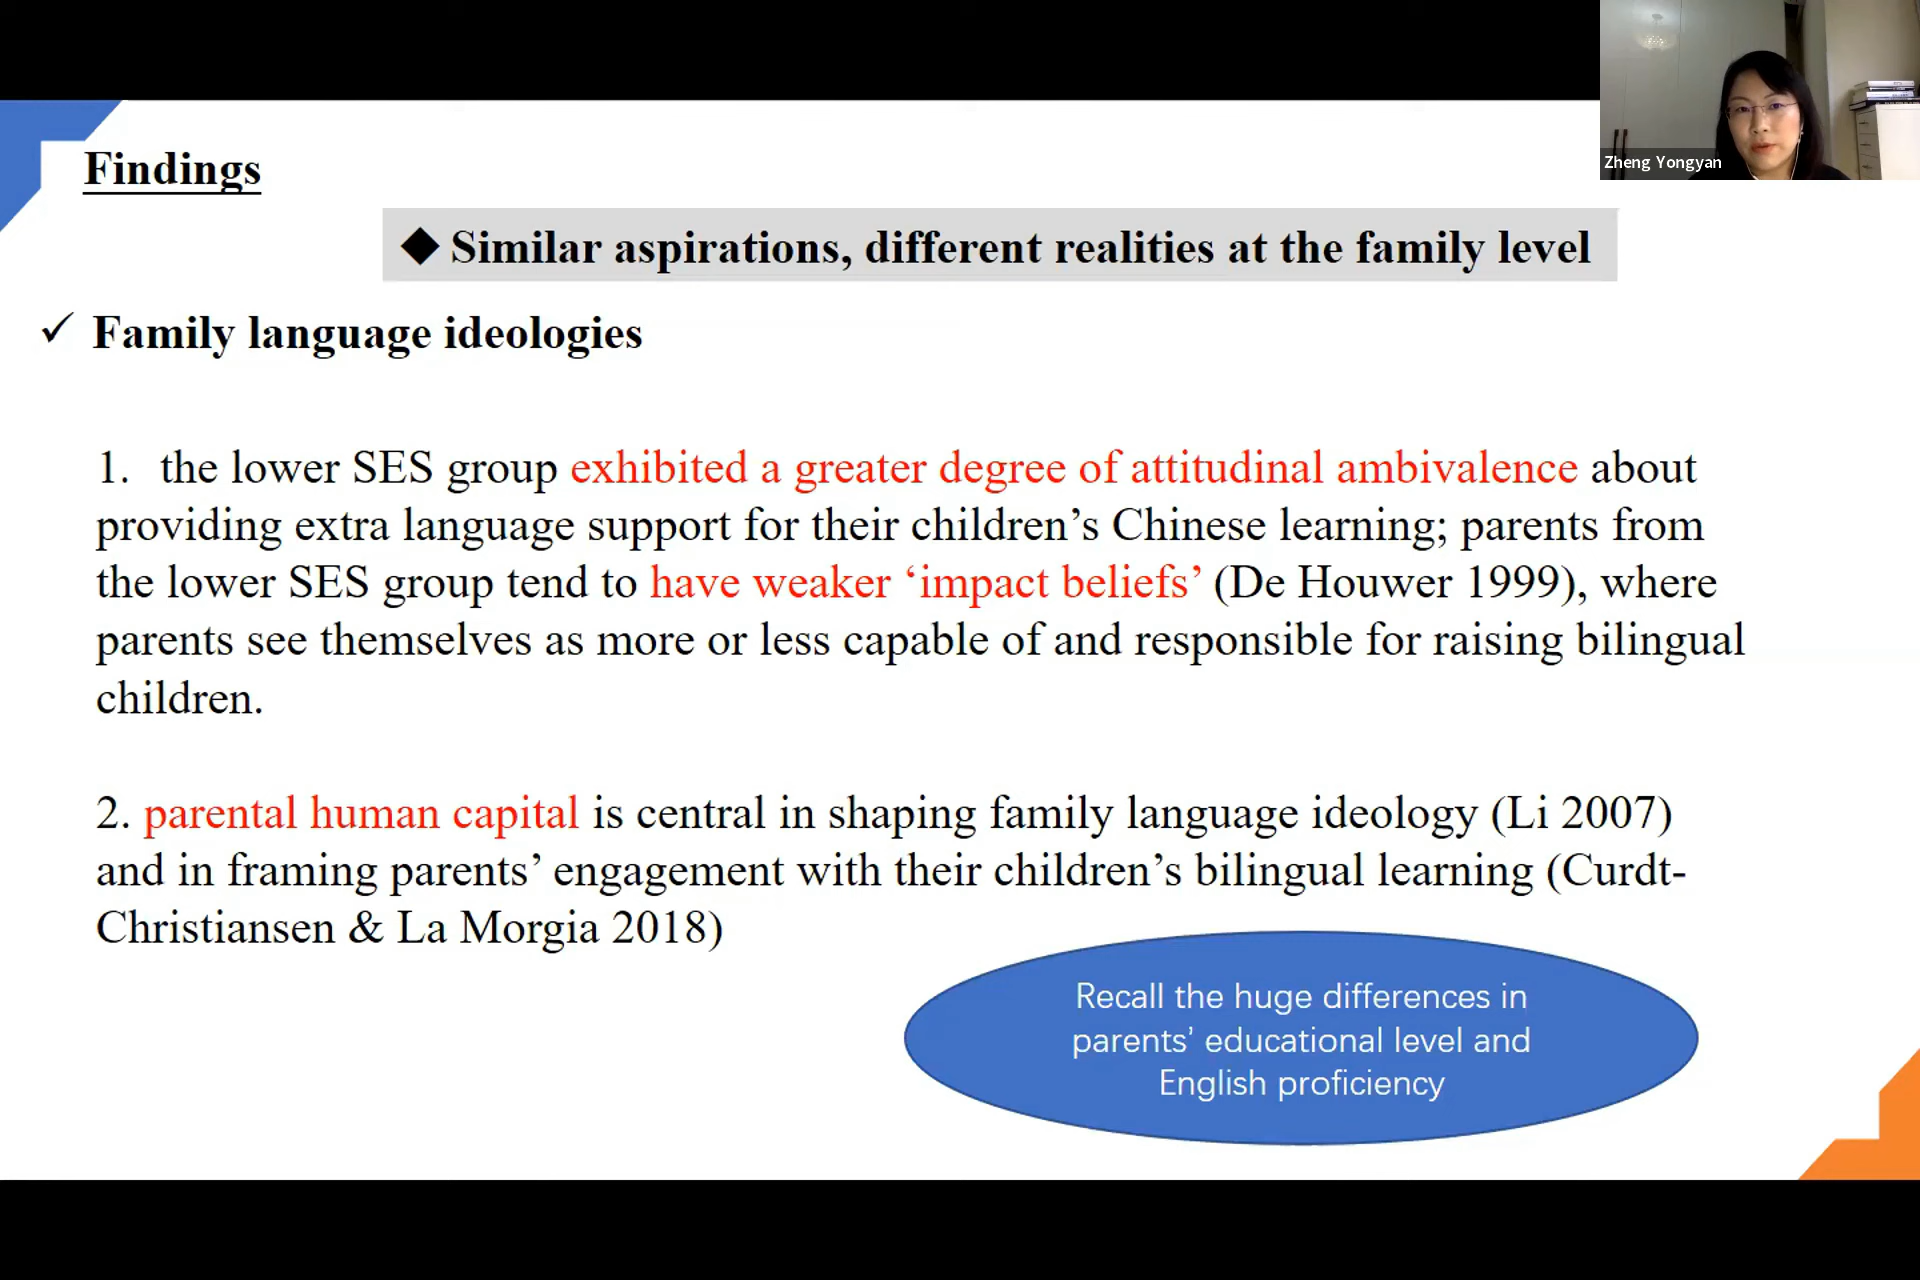 Zheng Yongyan
Findings
◆ Similar aspirations, different realities at the family level
✓ Family language ideologies
1. the lower SES group exhibited a greater degree of attitudinal ambivalence about
providing extra language support for their children’s Chinese learning; parents from
the lower SES group tend to have weaker ‘impact beliefs’ (De Houwer 1999), where
parents see themselves as more or less capable of and responsible for raising bilingual
children.
2. parental human capital is central in shaping family language ideology (Li 2007)
and in framing parents’ engagement with their children’s bilingual learning (Curdt-
Christiansen & La Morgia 2018)
Recall the huge differences in
parents’ educational level and
English proficiency